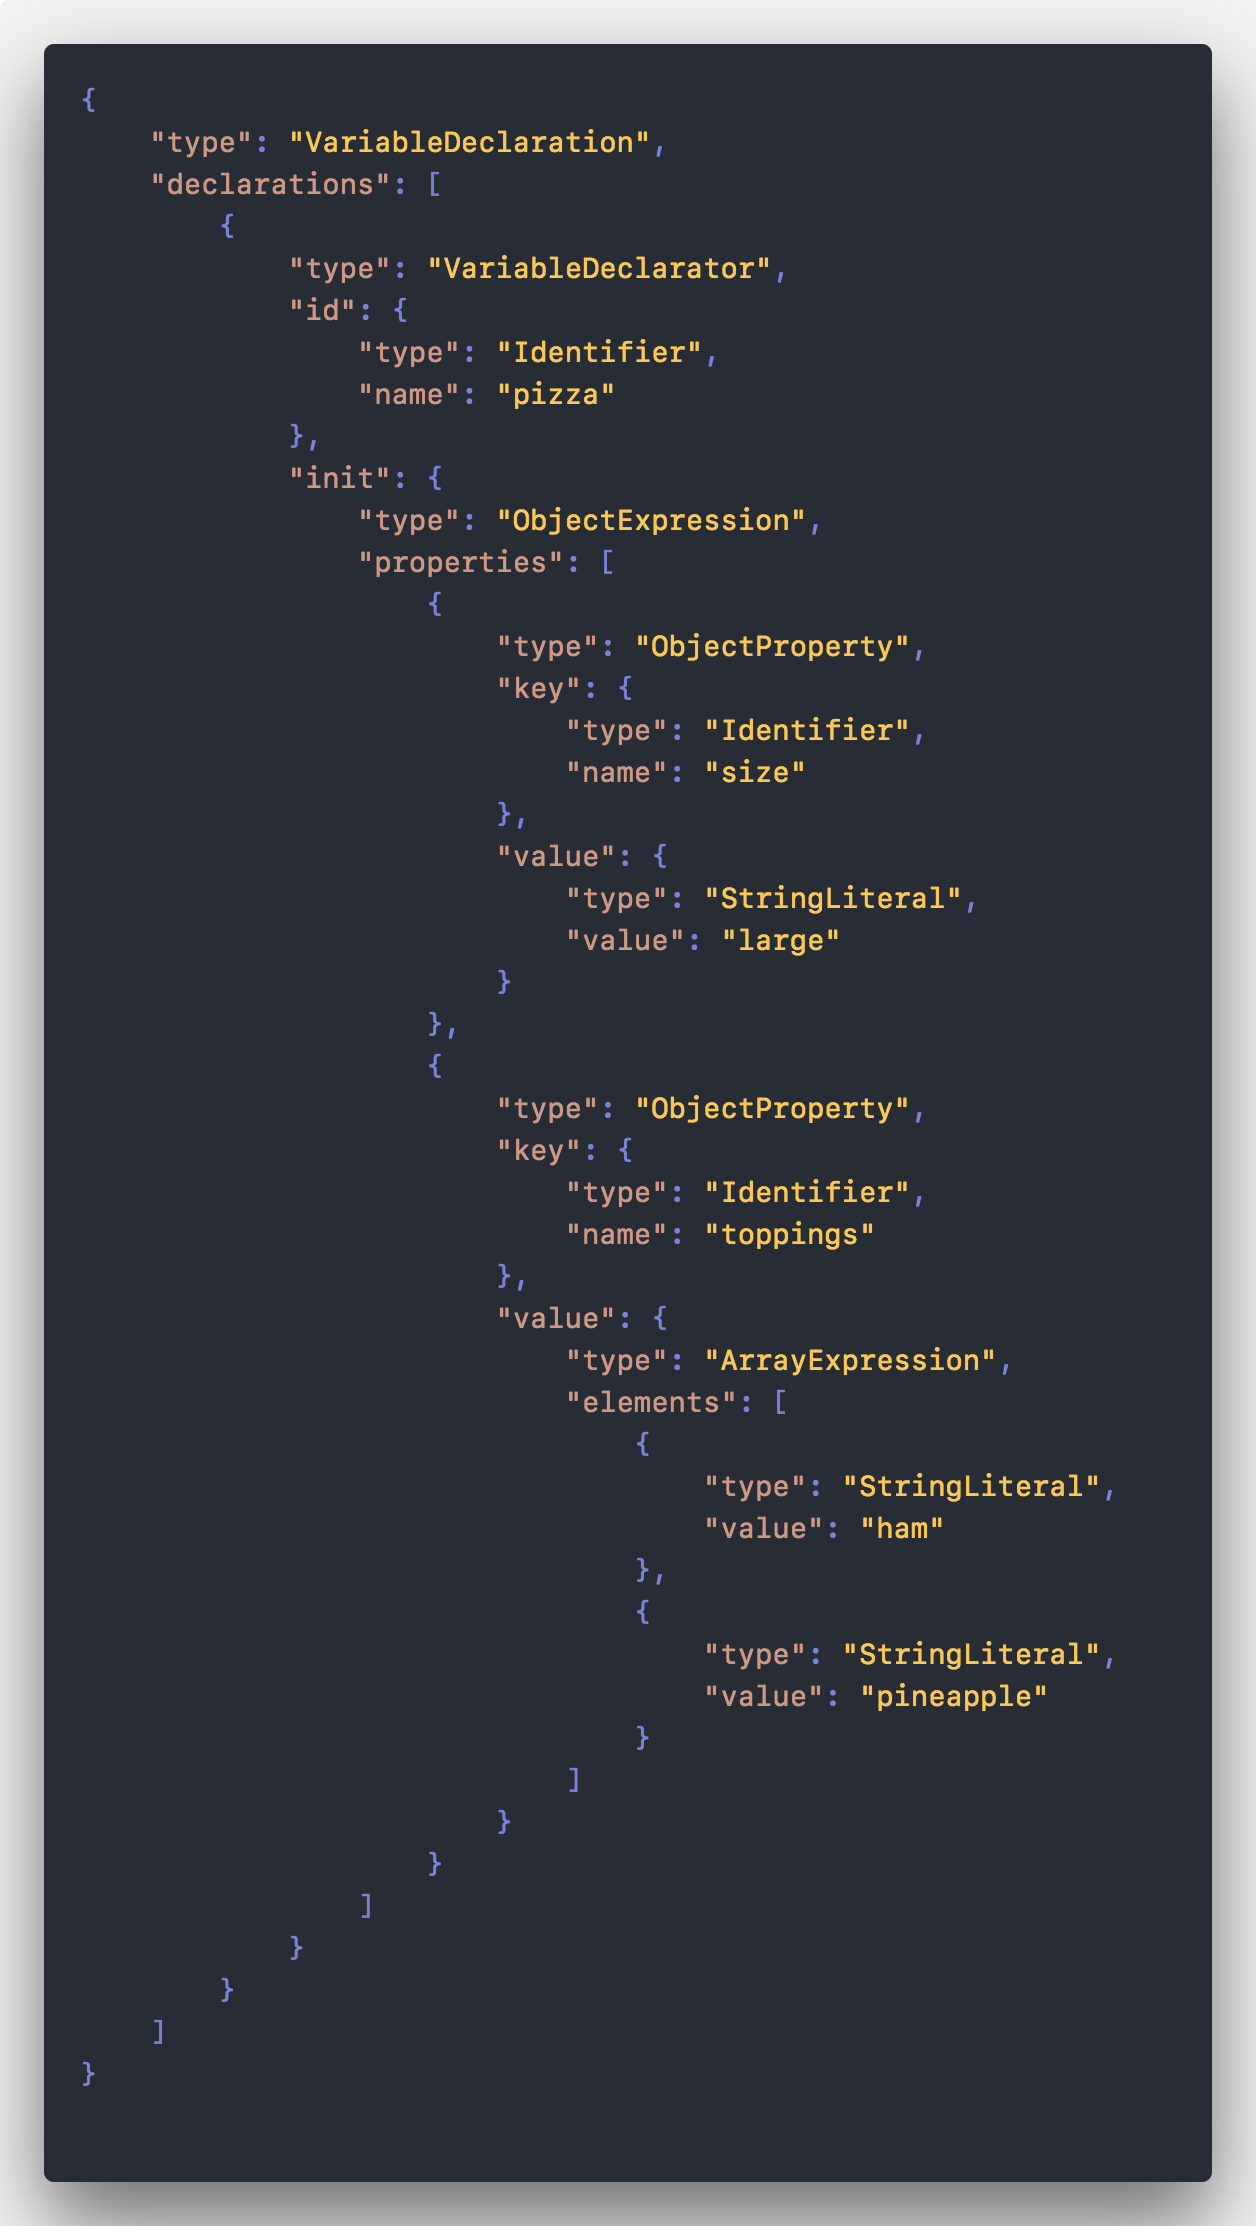 {
    "type": "VariableDeclaration",
    "declarations": [
        {
            "type": "VariableDeclarator",
            "id": {
                "type": "Identifier",
                "name": "pizza"
            },
            "init": {
                "type": "ObjectExpression",
                "properties": [
                    {
                        "type": "ObjectProperty",
                        "key": {
                            "type": "Identifier",
                            "name": "size"
                        },
                        "value": {
                            "type": "StringLiteral",
                            "value": "large"
                        }
                    },
                    {
                        "type": "ObjectProperty",
                        "key": {
                            "type": "Identifier",
                            "name": "toppings"
                        },
                        "value": {
                            "type": "ArrayExpression",
                            "elements": [
                                {
                                    "type": "StringLiteral",
                                    "value": "ham"
                                },
                                {
                                    "type": "StringLiteral",
                                    "value": "pineapple"
                                }
                            ]
                        }
                    }
                ]
            }
        }
    ]
}